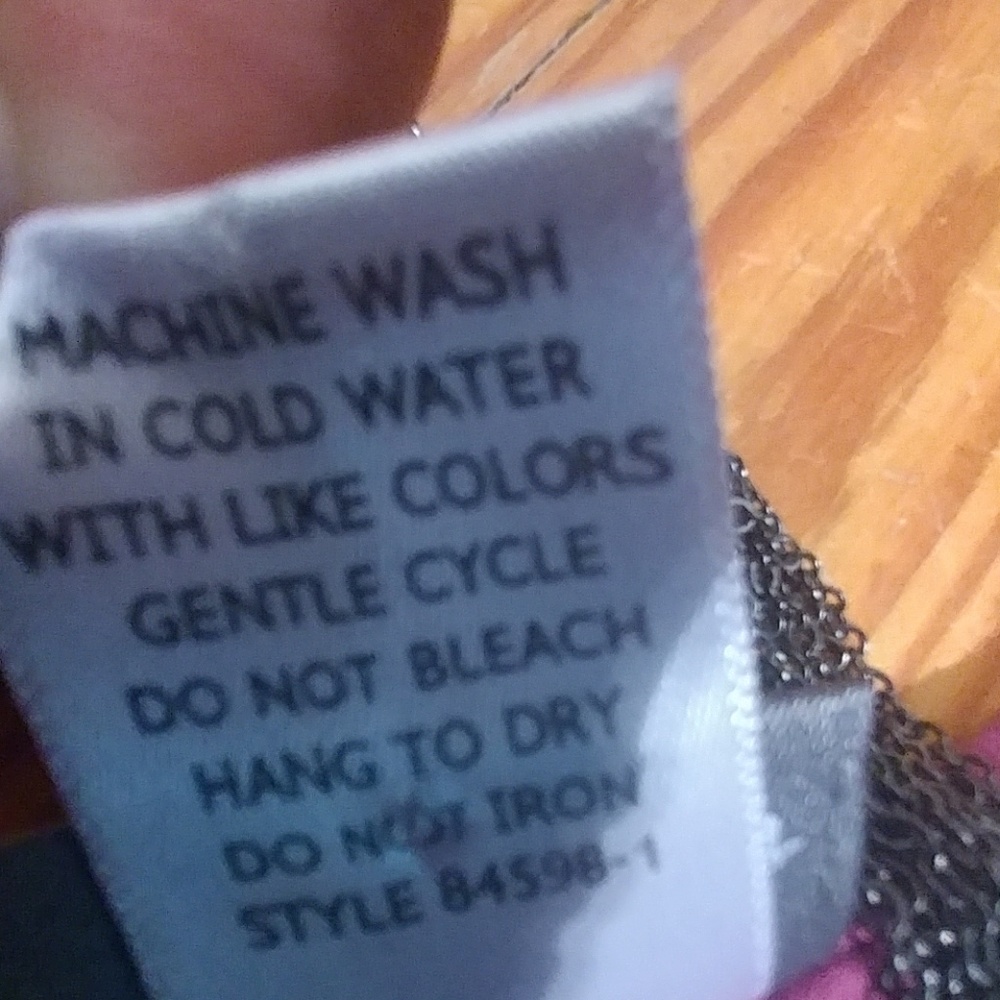 MACHINE WASH
IN COLD WATER
WITH LIKE COLORS
GENTLE CYCLE
DO NOT BLEACH
HANG TO DRY
DO NOT IRON
STYLE 84598-1